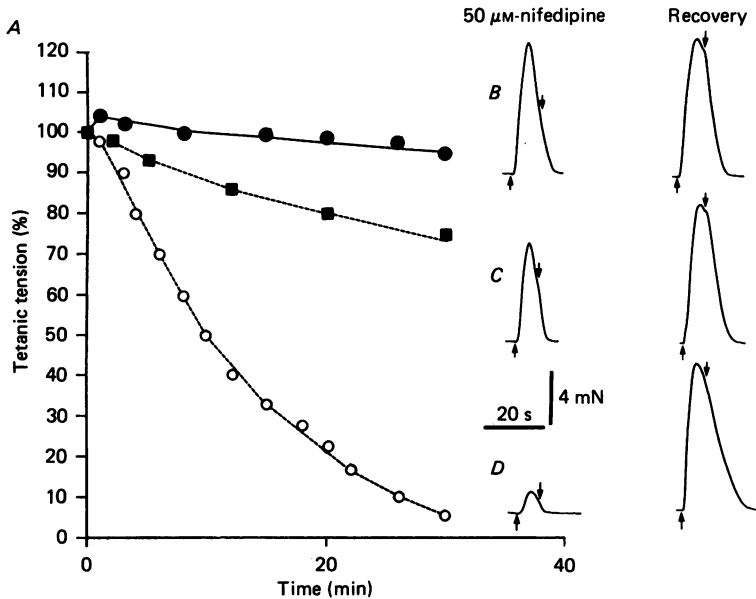 A
50 μM-nifedipine
Recovery
120
110
100
90
80
70
60
50
40
30
20
10
0
Tetanic tension (%)
0
20
40
Time (min)
B
C
4 mN
20 s
D